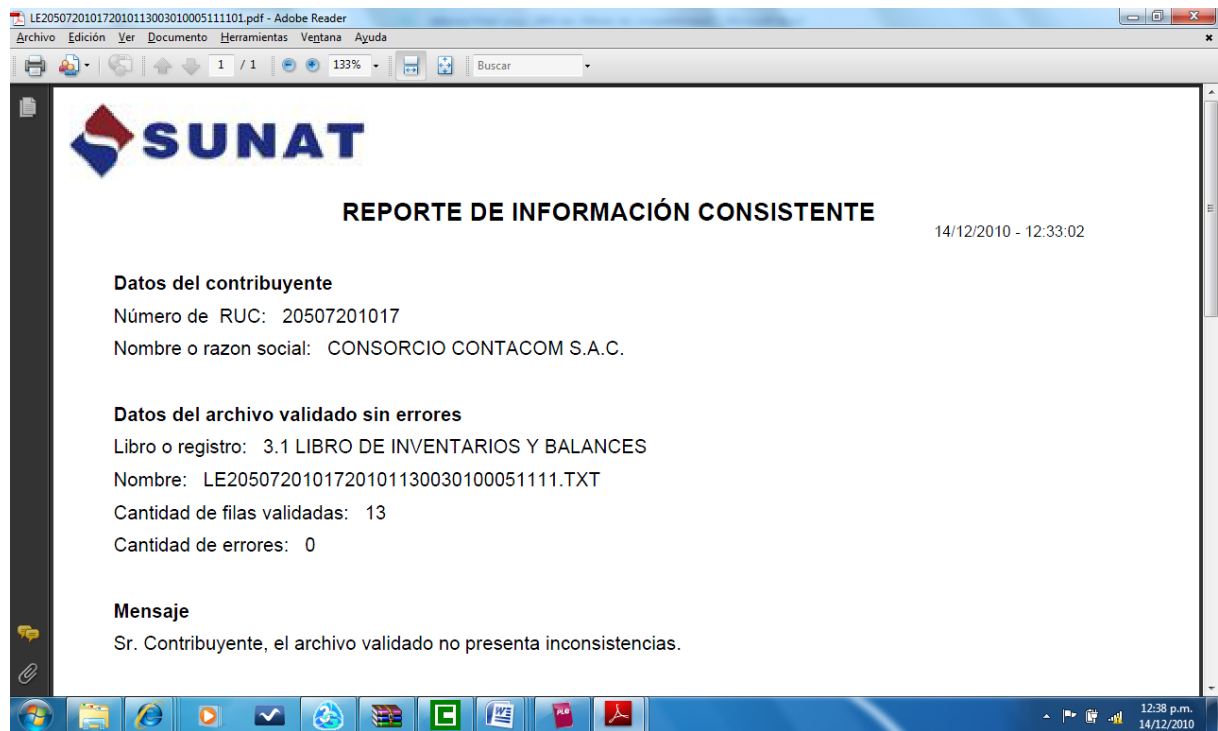 LE2050720101720101130030100051111​01.pdf - Adobe Reader
Archivo Edición Ver Documento Herramientas Ventana Ayuda
1 / 1 133% Buscar
SUNAT
REPORTE DE INFORMACIÓN CONSISTENTE
14/12/2010 - 12:33:02
Datos del contribuyente
Número de RUC: 20507201017
Nombre o razon social: CONSORCIO CONTACOM S.A.C.
Datos del archivo validado sin errores
Libro o registro: 3.1 LIBRO DE INVENTARIOS Y BALANCES
Nombre: LE2050720101720101130030100051111.TXT
Cantidad de filas validadas: 13
Cantidad de errores: 0
Mensaje
Sr. Contribuyente, el archivo validado no presenta inconsistencias.
PLE
12:38 p.m.
14/12/2010